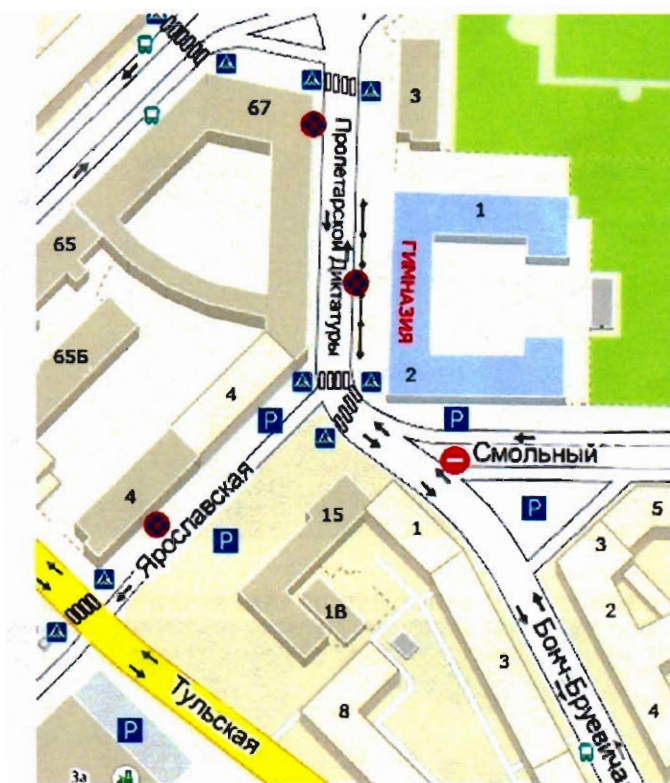 67
3
Пролетарской Диктатуры
1
ГИМНАЗИЯ
65
65Б
2
4
P
P
Смольный
4
Ярославская
P
15
1
P
5
3
1В
2
Бонч-Бруевича
3
Тульская
8
4
P
3а